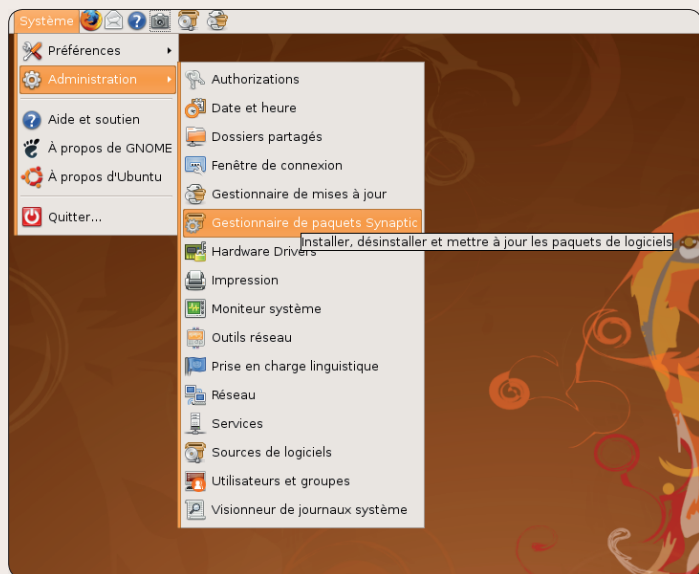 Système
Préférences
Administration
Aide et soutien
À propos de GNOME
À propos d'Ubuntu
Quitter...
Authorizations
Date et heure
Dossiers partagés
Fenêtre de connexion
Gestionnaire de mises à jour
Gestionnaire de paquets Synaptic
Installer, désinstaller et mettre à jour les paquets de logiciels
Hardware Drivers
Impression
Moniteur système
Outils réseau
Prise en charge linguistique
Réseau
Services
Sources de logiciels
Utilisateurs et groupes
Visionneur de journaux système